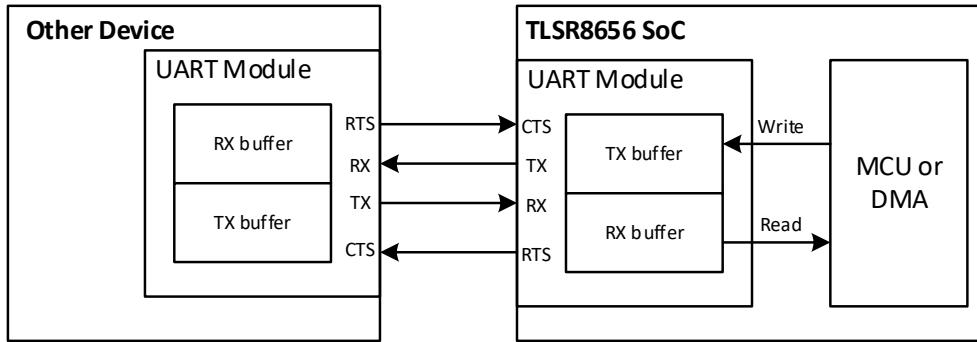 Other Device
UART Module
RX buffer
TX buffer
RTS
RX
TX
CTS
TLSR8656 SoC
UART Module
CTS
TX
RX
RTS
TX buffer
RX buffer
Write
Read
MCU or
DMA